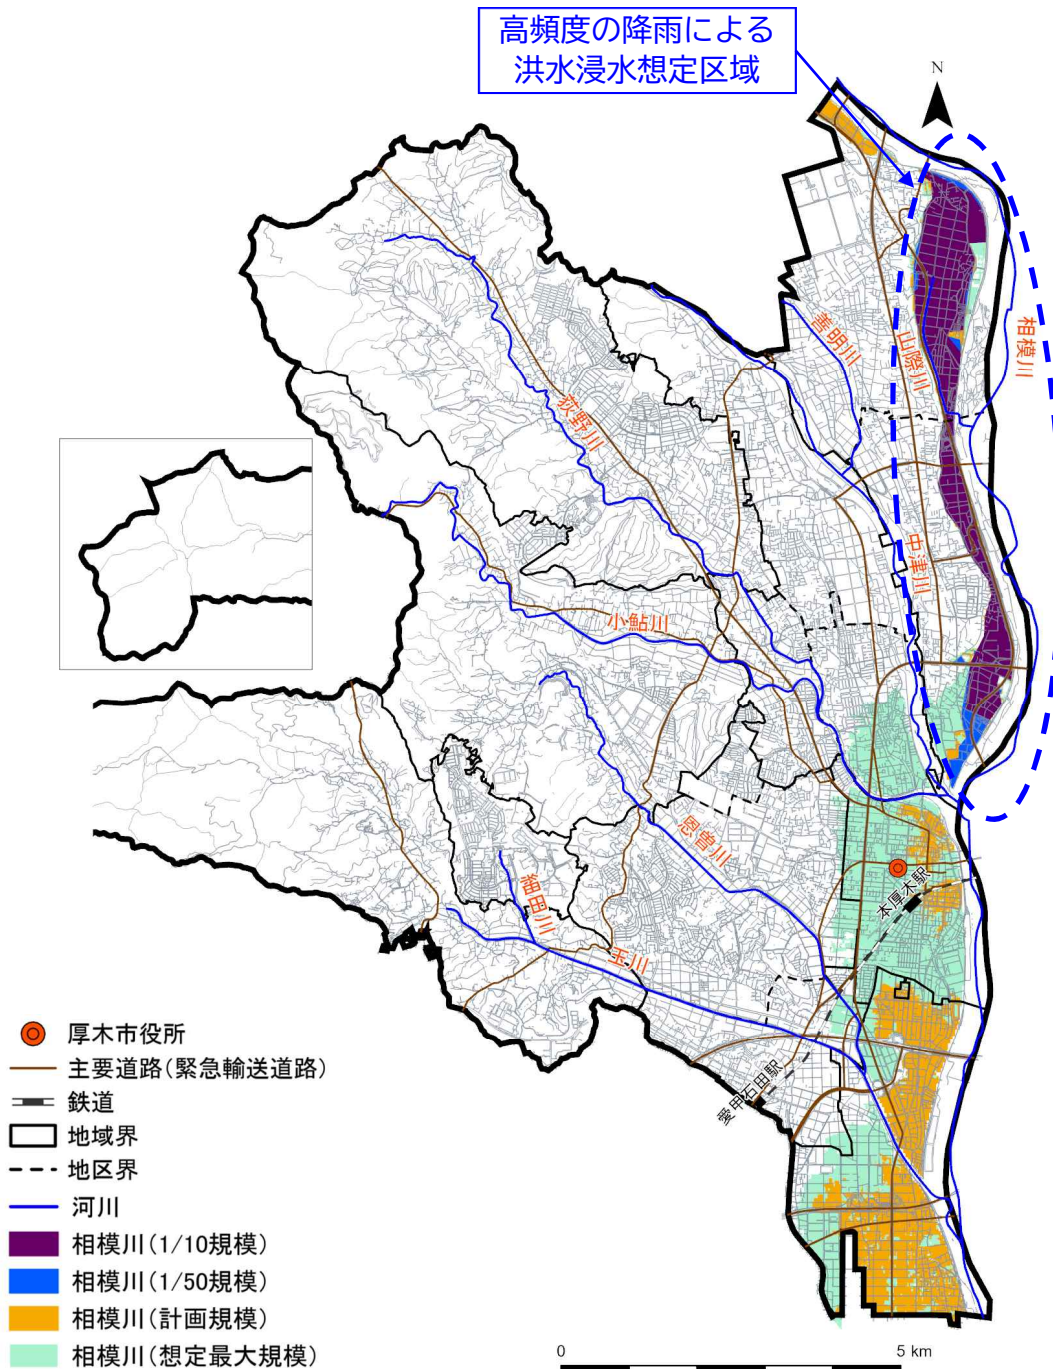 高頻度の降雨による
洪水浸水想定区域
N
相模川
善明川
山際川
荻野川
中津川
小鮎川
恩曽川
本厚木駅
細田川
玉川
愛甲石田駅
厚木市役所
主要道路(緊急輸送道路)
鉄道
地域界
地区界
河川
相模川(1/10規模)
相模川(1/50規模)
相模川(計画規模)
相模川(想定最大規模)
0 5 km